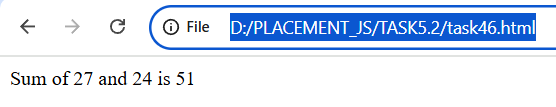 File D:/PLACEMENT_JS/TASK5.2/task46.html
Sum of 27 and 24 is 51